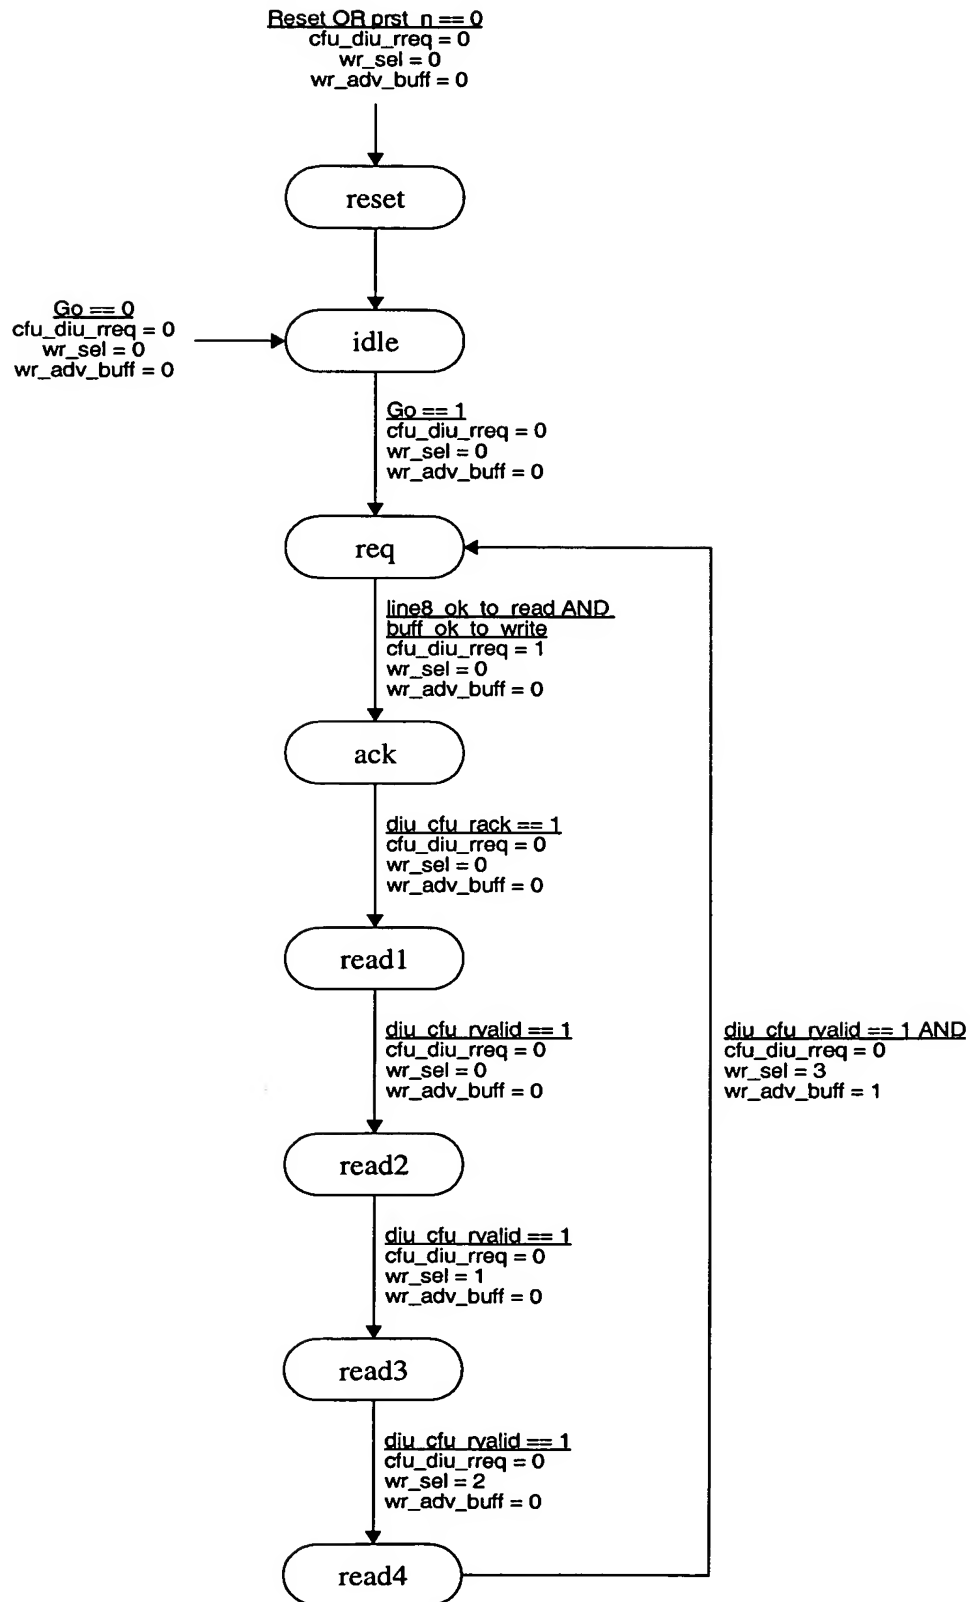 Reset OR prst_n == 0
cfu_diu_rreq = 0
wr_sel = 0
wr_adv_buff = 0
reset
Go == 0
cfu_diu_rreq = 0
wr_sel = 0
wr_adv_buff = 0
idle
Go == 1
cfu_diu_rreq = 0
wr_sel = 0
wr_adv_buff = 0
req
line8_ok_to_read AND
buff_ok_to_write
cfu_diu_rreq = 1
wr_sel = 0
wr_adv_buff = 0
ack
diu_cfu_rack == 1
cfu_diu_rreq = 0
wr_sel = 0
wr_adv_buff = 0
read1
diu_cfu_rvalid == 1
cfu_diu_rreq = 0
wr_sel = 0
wr_adv_buff = 0
diu_cfu_rvalid == 1 AND
cfu_diu_rreq = 0
wr_sel = 3
wr_adv_buff = 1
read2
diu_cfu_rvalid == 1
cfu_diu_rreq = 0
wr_sel = 1
wr_adv_buff = 0
read3
diu_cfu_rvalid == 1
cfu_diu_rreq = 0
wr_sel = 2
wr_adv_buff = 0
read4